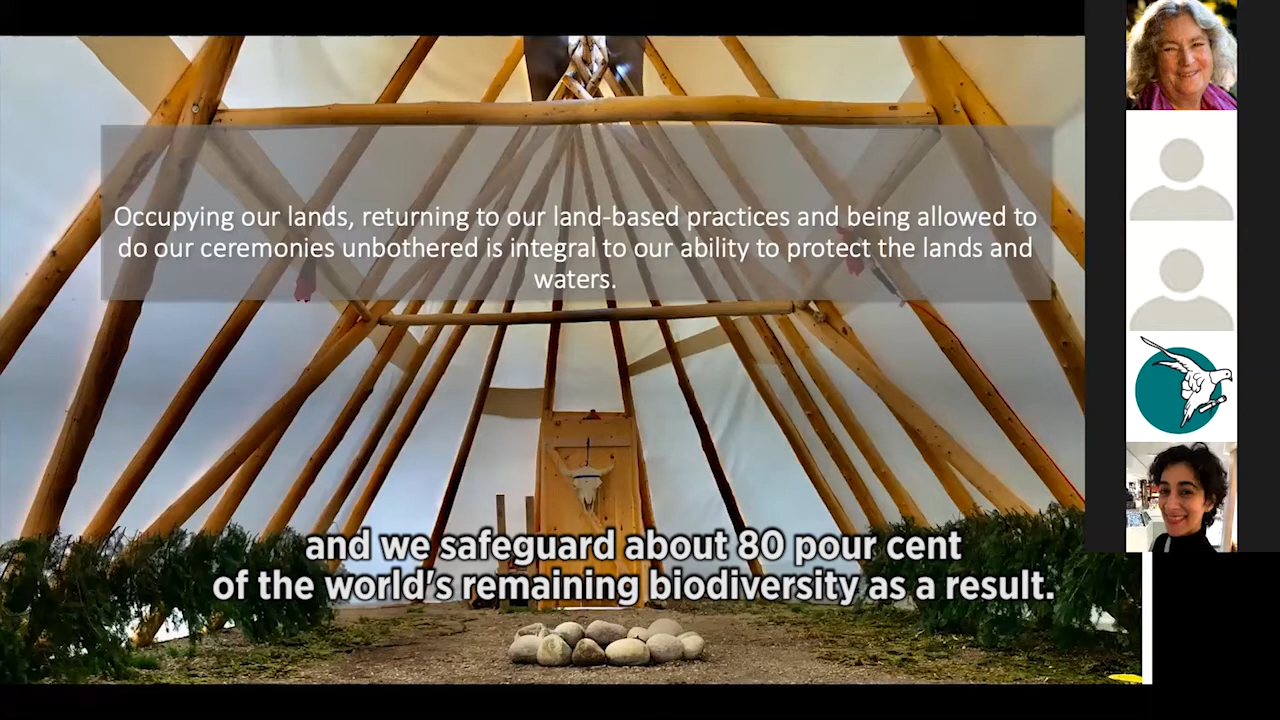 Occupying our lands, returning to our land-based practices and being allowed to
do our ceremonies unbothered is integral to our ability to protect the lands and
waters.
and we safeguard about 80 pour cent
of the world's remaining biodiversity as a result.